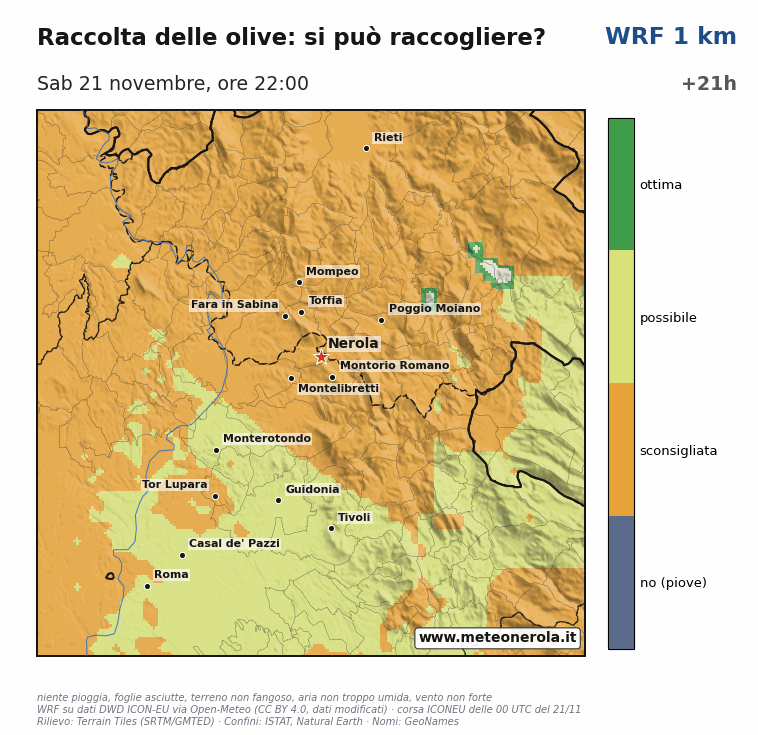 Raccolta delle olive: si può raccogliere?
WRF 1 km
Sab 21 novembre, ore 22:00
+21h
Rieti
Mompeo
Toffia
Fara in Sabina
Poggio Moiano
Nerola
Montorio Romano
Montelibretti
Monterotondo
Tor Lupara
Guidonia
Tivoli
Casal de' Pazzi
Roma
www.meteonerola.it
ottima
possibile
sconsigliata
no (piove)
niente pioggia, foglie asciutte, terreno non fangoso, aria non troppo umida, vento non forte
WRF su dati DWD ICON-EU via Open-Meteo (CC BY 4.0, dati modificati) · corsa ICONEU delle 00 UTC del 21/11
Rilievo: Terrain Tiles (SRTM/GMTED) · Confini: ISTAT, Natural Earth · Nomi: GeoNames